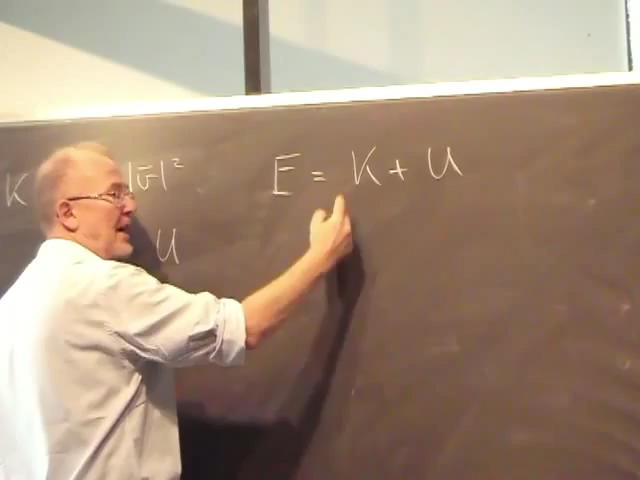 K |v̄|² E = K + U
U